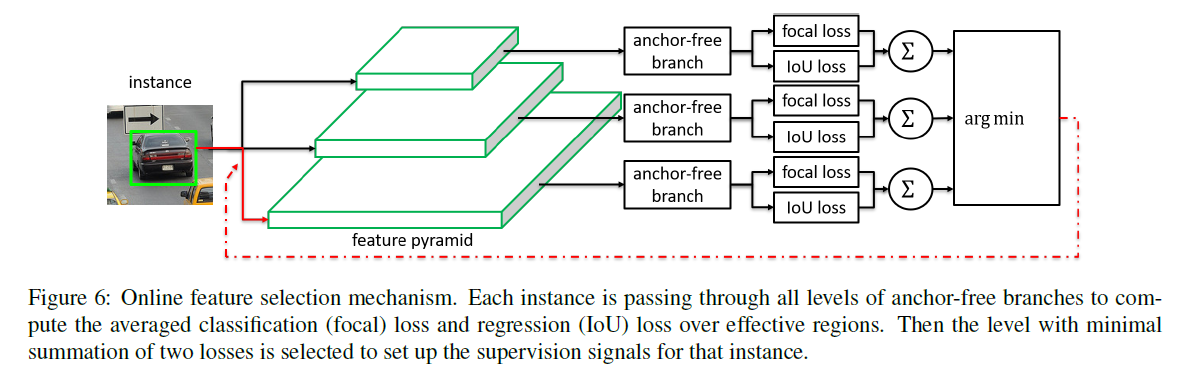 instance
feature pyramid
anchor-free
branch
focal loss
IoU loss
Σ
anchor-free
branch
focal loss
IoU loss
Σ
anchor-free
branch
focal loss
IoU loss
Σ
arg min
Figure 6: Online feature selection mechanism. Each instance is passing through all levels of anchor-free branches to com-
pute the averaged classification (focal) loss and regression (IoU) loss over effective regions. Then the level with minimal
summation of two losses is selected to set up the supervision signals for that instance.